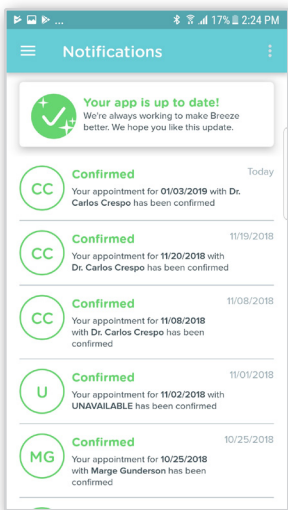 ... 17% 2:24 PM
Notifications
Your app is up to date!
We're always working to make Breeze
better. We hope you like this update.
CC
Confirmed
Today
Your appointment for 01/03/2019 with Dr.
Carlos Crespo has been confirmed
CC
Confirmed
11/19/2018
Your appointment for 11/20/2018 with
Dr. Carlos Crespo has been confirmed
CC
Confirmed
11/08/2018
Your appointment for 11/08/2018
with Dr. Carlos Crespo has been
confirmed
U
Confirmed
11/01/2018
Your appointment for 11/02/2018 with
UNAVAILABLE has been confirmed
MG
Confirmed
10/25/2018
Your appointment for 10/25/2018
with Marge Gunderson has been
confirmed